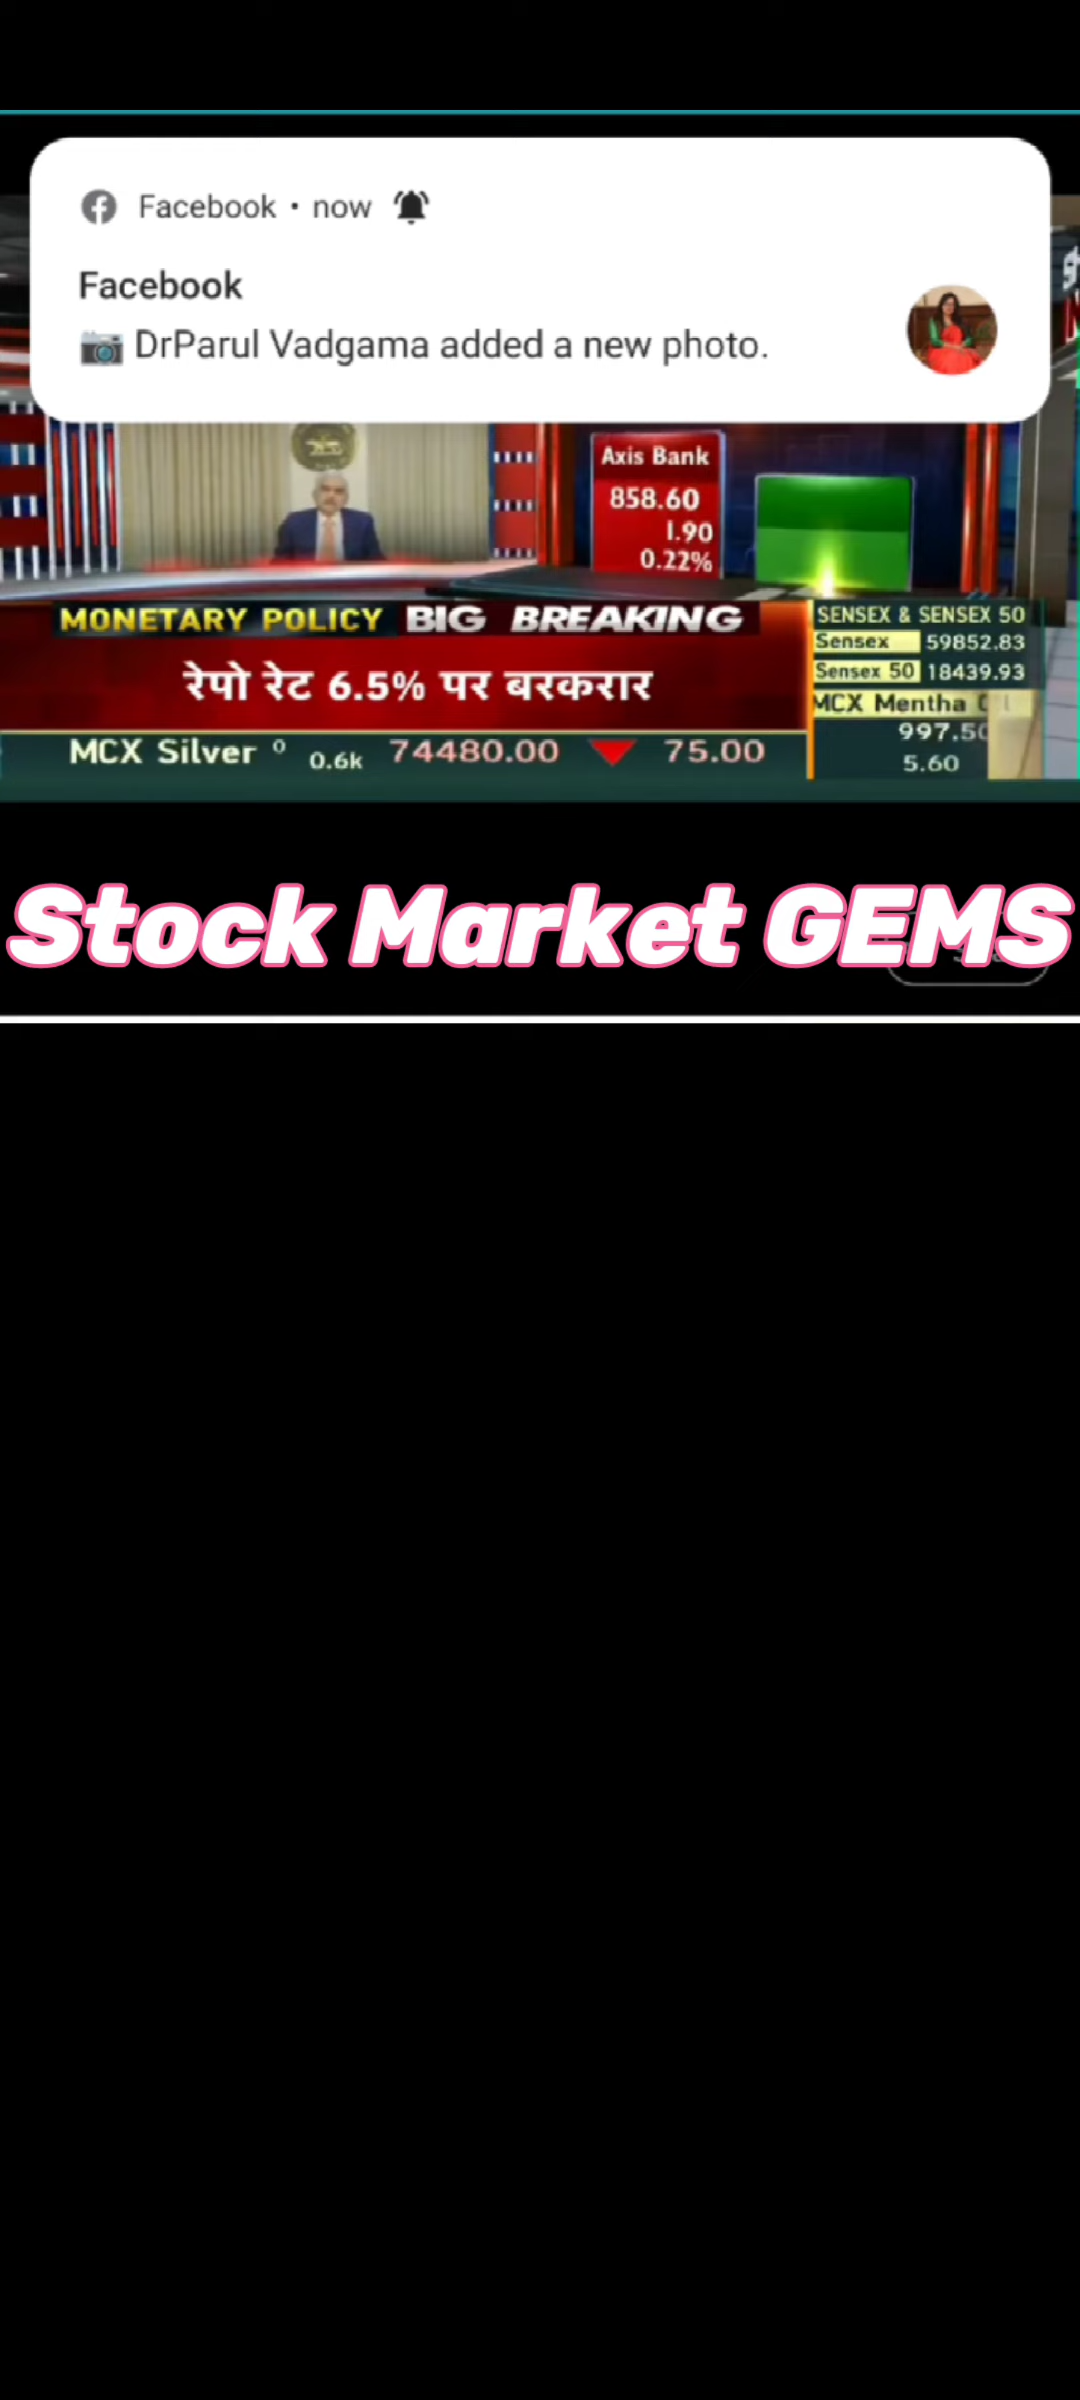 Facebook • now
Facebook
DrParul Vadgama added a new photo.
Axis Bank
858.60
1.90
0.22%
MONETARY POLICY BIG BREAKING
रेपो रेट 6.5% पर बरकरार
MCX Silver 0.6k 74480.00 75.00
SENSEX & SENSEX 50
Sensex 59852.83
Sensex 50 18439.93
MCX Mentha
997.50
5.60
Stock Market GEMS